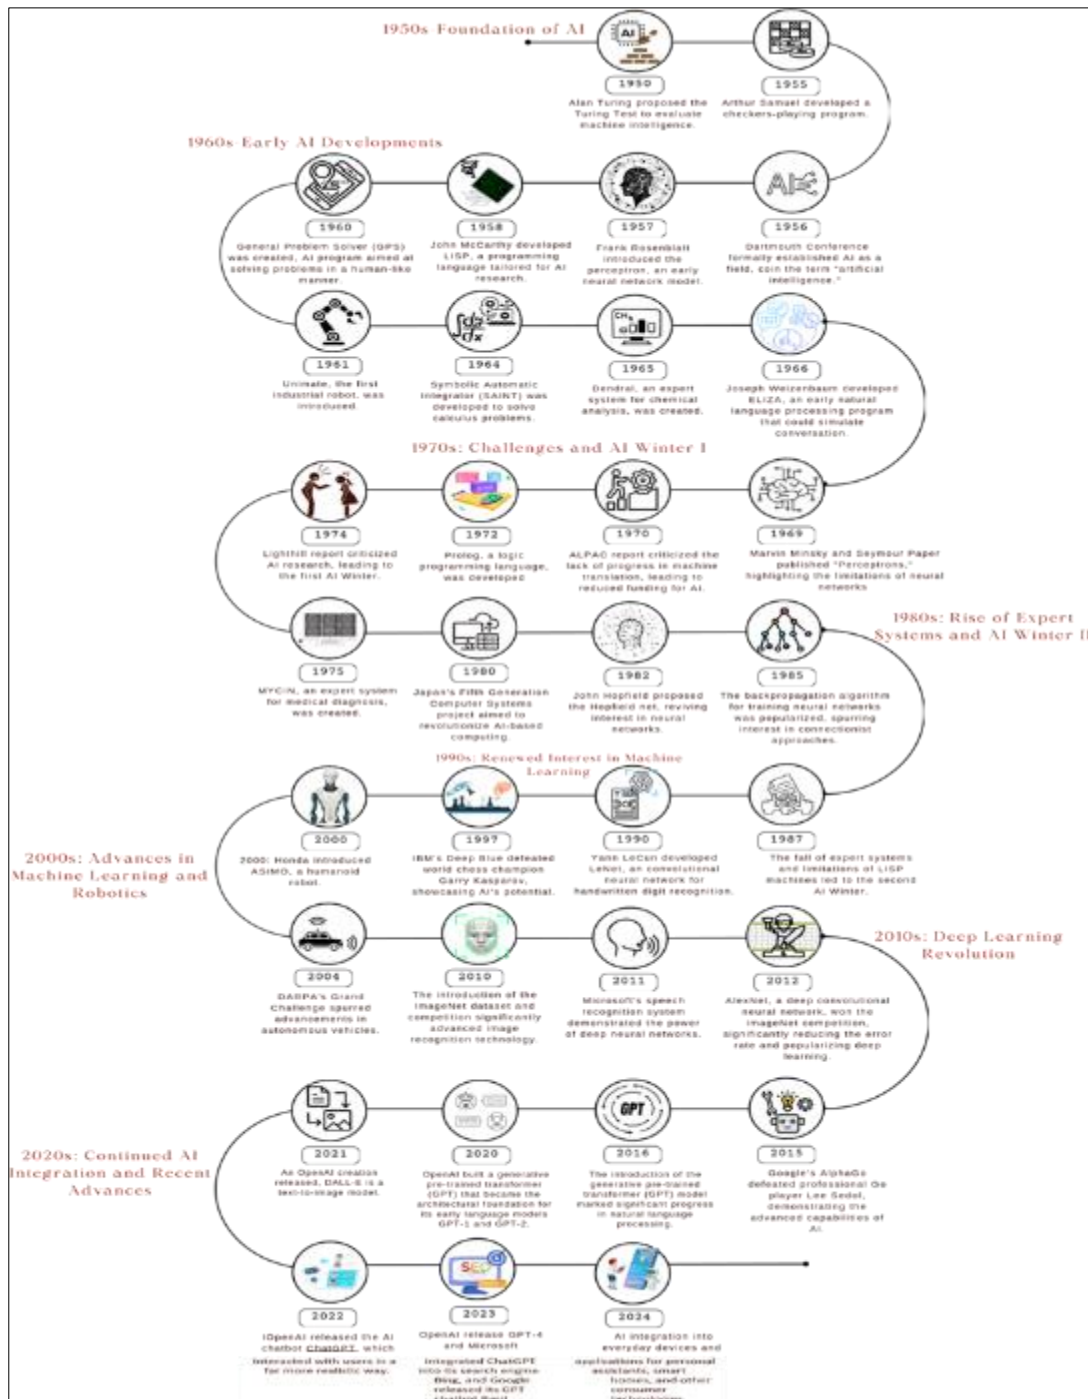 1950s Foundation of AI
AI
1950
Alan Turing proposed the
Turing Test to evaluate
machine intelligence.
1955
Arthur Samuel developed a
checkers-playing program.
1960s Early AI Developments
1960
General Problem Solver (GPS)
was created, AI program aimed at
solving problems in a human-like
manner.
1958
John McCarthy developed
LISP, a programming
language tailored for AI
research.
1957
Frank Rosenblatt
introduced the
perceptron, an early
neural network model.
AI
1956
Dartmouth Conference
formally established AI as a
field, coin the term "artificial
intelligence."
1961
Unimate, the first
industrial robot, was
introduced.
1964
Symbolic Automatic
Integrator (SAINT) was
developed to solve
calculus problems.
CH₄
1965
Dendral, an expert
system for chemical
analysis, was created.
1966
Joseph Weizenbaum developed
ELIZA, an early natural
language processing program
that could simulate
conversation.
1970s: Challenges and AI Winter I
1974
Lighthill report criticized
AI research, leading to
the first AI Winter.
1972
Prolog, a logic
programming language,
was developed
1970
ALPAC report criticized the
lack of progress in machine
translation, leading to
reduced funding for AI.
1969
Marvin Minsky and Seymour Paper
published "Perceptrons,"
highlighting the limitations of neural
networks
1975
MYCIN, an expert system
for medical diagnosis,
was created.
1980
Japan's Fifth Generation
Computer Systems
project aimed to
revolutionize AI-based
computing.
1982
John Hopfield proposed
the Hopfield net, reviving
interest in neural
networks.
1985
The backpropagation algorithm
for training neural networks
was popularized, spurring
interest in connectionist
approaches.
1980s: Rise of Expert
Systems and AI Winter II
1990s: Renewed Interest in Machine
Learning
2000
2000: Honda introduced
ASIMO, a humanoid
robot.
1997
IBM's Deep Blue defeated
world chess champion
Garry Kasparov,
showcasing AI's potential.
1990
Yann LeCun developed
LeNet, an convolutional
neural network for
handwritten digit recognition.
1987
The fall of expert systems
and limitations of LISP
machines led to the second
AI Winter.
2000s: Advances in
Machine Learning and
Robotics
2004
DARPA's Grand
Challenge spurred
advancements in
autonomous vehicles.
2010
The introduction of the
ImageNet dataset and
competition significantly
advanced image
recognition technology.
2011
Microsoft's speech
recognition system
demonstrated the power
of deep neural networks.
2012
AlexNet, a deep convolutional
neural network, won the
ImageNet competition,
significantly reducing the error
rate and popularizing deep
learning.
2010s: Deep Learning
Revolution
2021
An OpenAI creation
released, DALL-E is a
text-to-image model.
2020
OpenAI built a generative
pre-trained transformer
(GPT) that became the
architectural foundation for
its early language models
GPT-1 and GPT-2.
GPT
2016
The introduction of the
generative pre-trained
transformer (GPT) model
marked significant progress
in natural language
processing.
2015
Google's AlphaGo
defeated professional Go
player Lee Sedol,
demonstrating the
advanced capabilities of
AI.
2020s: Continued AI
Integration and Recent
Advances
2022
IOpenAI released the AI
chatbot ChatGPT, which
interacted with users in a
far more realistic way.
SEO
2023
OpenAI release GPT-4
and Microsoft
integrated ChatGPT
into its search engine
Bing, and Google
released its GPT
2024
AI integration into
everyday devices and
applications for personal
assistants, smart
homes, and other
consumer